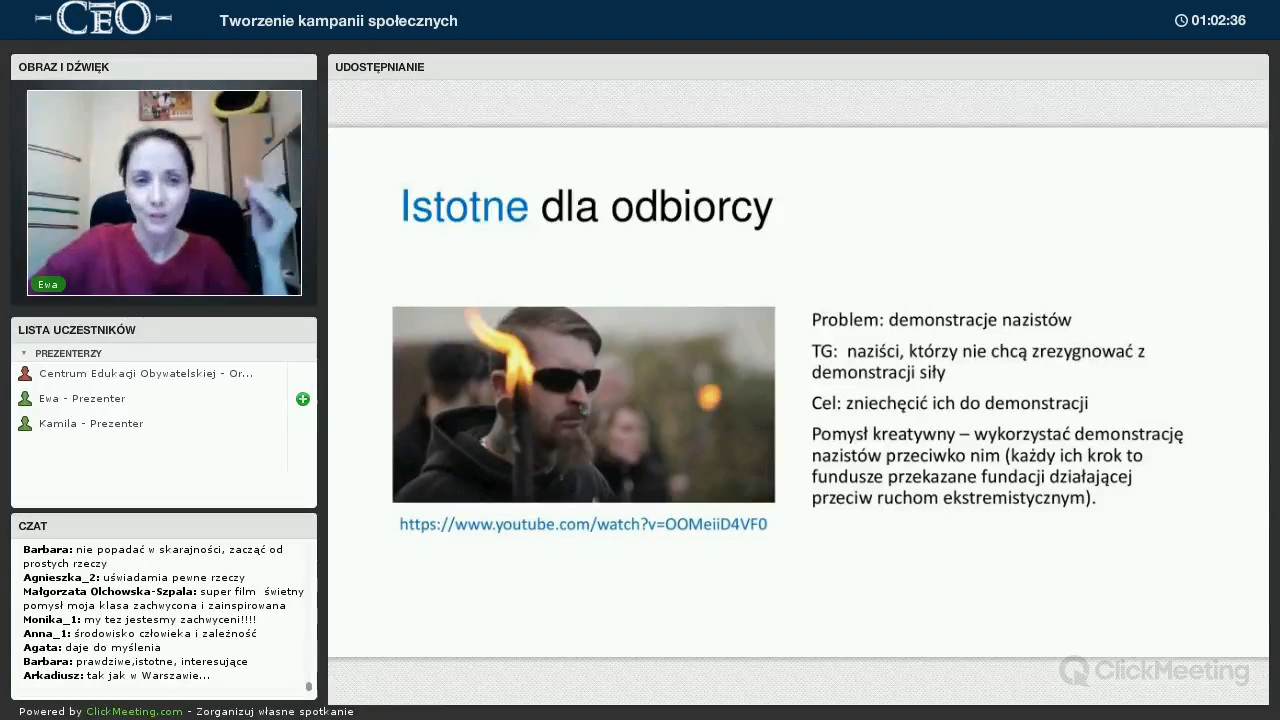 CEO
Tworzenie kampanii społecznych
01:02:36
OBRAZ I DŹWIĘK
Ewa
LISTA UCZESTNIKÓW
PREZENTERZY
Centrum Edukacji Obywatelskiej - Or...
Ewa - Prezenter
Kamila - Prezenter
CZAT
Barbara: nie popadać w skarajności, zacząć od
prostych rzeczy
Agnieszka_2: uświadamia pewne rzeczy
Małgorzata Olchowska-Szpala: super film świetny
pomysł moja klasa zachwycona i zainspirowana
Monika_1: my tez jestesmy zachwyceni!!!!
Anna_1: środowisko człowieka i zależność
Agata: daje do myślenia
Barbara: prawdziwe,istotne, interesujące
Arkadiusz: tak jak w Warszawie...
Powered by ClickMeeting.com - Zorganizuj własne spotkanie
UDOSTĘPNIANIE
Istotne dla odbiorcy
https://www.youtube.com/watch?v=OOMeiiD4VF0
Problem: demonstracje nazistów
TG: naziści, którzy nie chcą zrezygnować z
demonstracji siły
Cel: zniechęcić ich do demonstracji
Pomysł kreatywny – wykorzystać demonstrację
nazistów przeciwko nim (każdy ich krok to
fundusze przekazane fundacji działającej
przeciw ruchom ekstremistycznym).
ClickMeeting